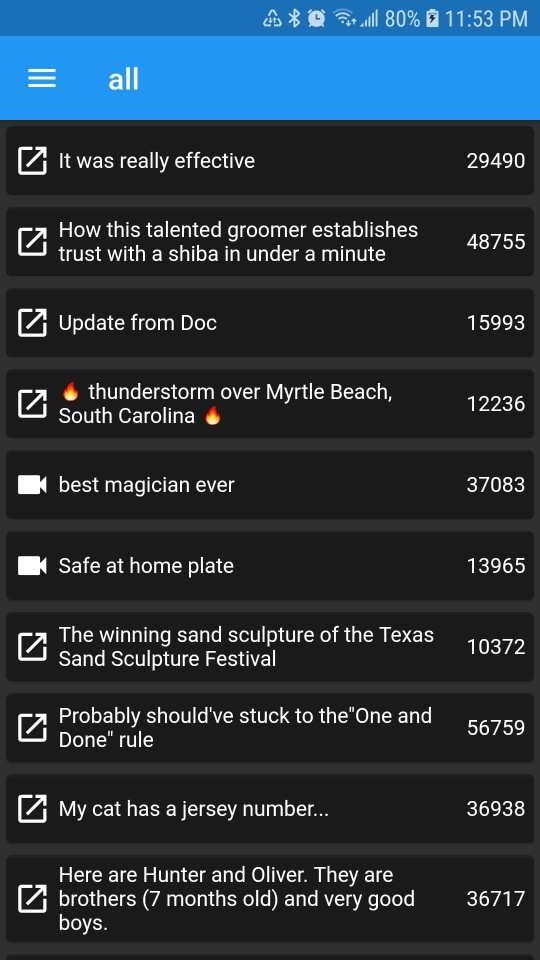 80% 11:53 PM
all
It was really effective 29490
How this talented groomer establishes
trust with a shiba in under a minute 48755
Update from Doc 15993
🔥 thunderstorm over Myrtle Beach,
South Carolina 🔥 12236
best magician ever 37083
Safe at home plate 13965
The winning sand sculpture of the Texas
Sand Sculpture Festival 10372
Probably should've stuck to the"One and
Done" rule 56759
My cat has a jersey number... 36938
Here are Hunter and Oliver. They are
brothers (7 months old) and very good 36717
boys.